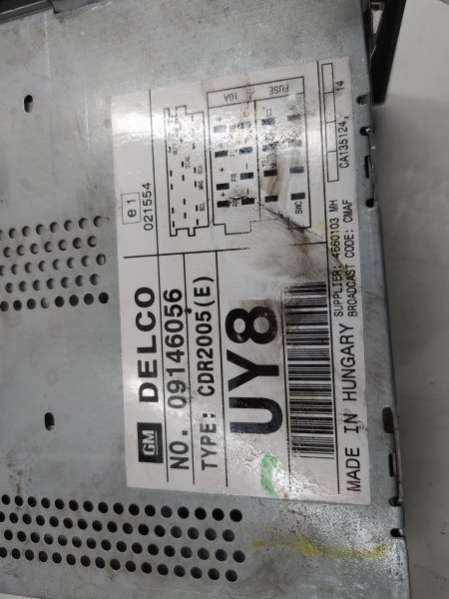 GM DELCO
NO. 09146056
TYPE: CDR2005(E)
UY8
MADE IN HUNGARY
SUPPLIER: 4660103 MH
BROADCAST CODE: CMAF
e1
021554
10A
FUSE
SWC
CA135124,
14